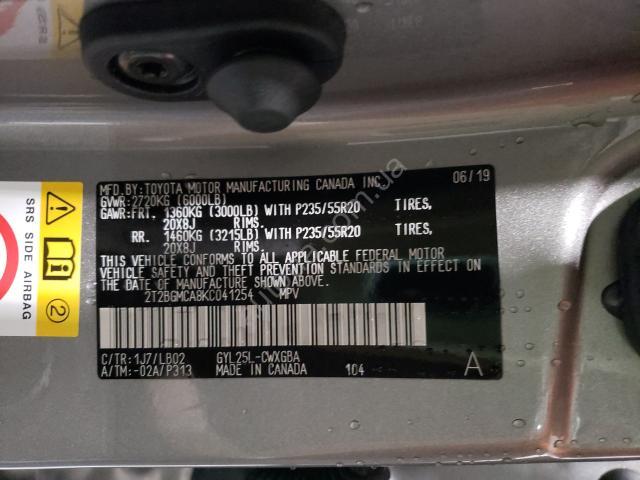 MFD. BY: TOYOTA MOTOR MANUFACTURING CANADA INC. 06/19
GVWR: 2720KG (6000LB)
GAWR: FRT. 1360KG (3000LB) WITH P235/55R20 TIRES,
20X8J RIMS.
RR. 1460KG (3215LB) WITH P235/55R20 TIRES,
20X8J RIMS.
THIS VEHICLE CONFORMS TO ALL APPLICABLE FEDERAL MOTOR
VEHICLE SAFETY AND THEFT PREVENTION STANDARDS IN EFFECT ON
THE DATE OF MANUFACTURE SHOWN ABOVE.
2T2BGMCA8KC041254 MPV
C/TR: 1J7/LB02 GYL25L-CWXGBA
A/TM: -02A/P313 MADE IN CANADA 104 A
SRS SIDE AIRBAG
2